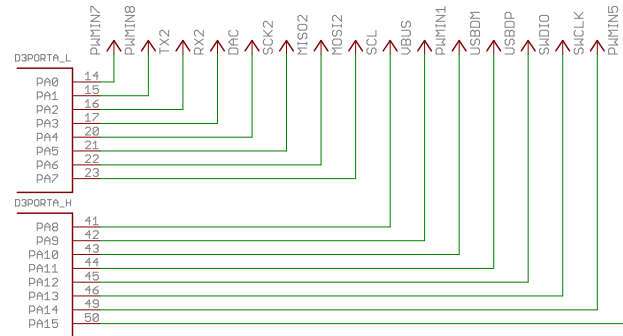 PWMIN7
PWMIN8
TX2
RX2
DAC
SCK2
MISO2
MOSI2
SCL
VBUS
PWMIN1
USBDM
USBDP
SWDIO
SWCLK
PWMIN5
D3PORTA_L
PA0 14
PA1 15
PA2 16
PA3 17
PA4 20
PA5 21
PA6 22
PA7 23
D3PORTA_H
PA8 41
PA9 42
PA10 43
PA11 44
PA12 45
PA13 46
PA14 49
PA15 50